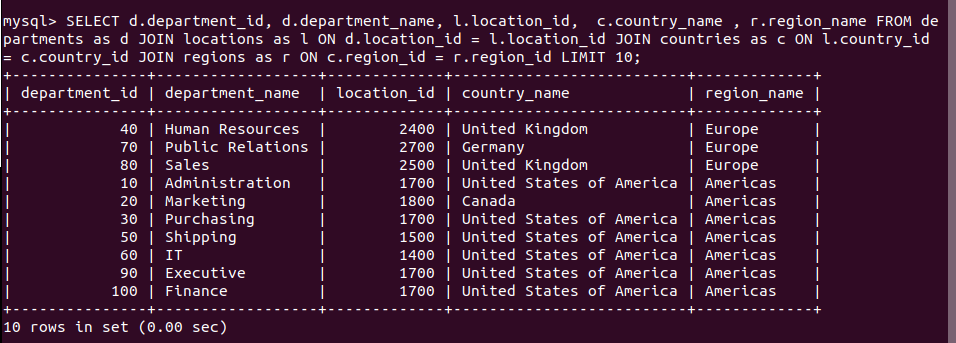 mysql> SELECT d.department_id, d.department_name, l.location_id,  c.country_name , r.region_name FROM de
partments as d JOIN locations as l ON d.location_id = l.location_id JOIN countries as c ON l.country_id 
= c.country_id JOIN regions as r ON c.region_id = r.region_id LIMIT 10;
+---------------+------------------+-------------+--------------------------+-------------+
| department_id | department_name  | location_id | country_name             | region_name |
+---------------+------------------+-------------+--------------------------+-------------+
|            40 | Human Resources  |        2400 | United Kingdom           | Europe      |
|            70 | Public Relations |        2700 | Germany                  | Europe      |
|            80 | Sales            |        2500 | United Kingdom           | Europe      |
|            10 | Administration   |        1700 | United States of America | Americas    |
|            20 | Marketing        |        1800 | Canada                   | Americas    |
|            30 | Purchasing       |        1700 | United States of America | Americas    |
|            50 | Shipping         |        1500 | United States of America | Americas    |
|            60 | IT               |        1400 | United States of America | Americas    |
|            90 | Executive        |        1700 | United States of America | Americas    |
|           100 | Finance          |        1700 | United States of America | Americas    |
+---------------+------------------+-------------+--------------------------+-------------+
10 rows in set (0.00 sec)